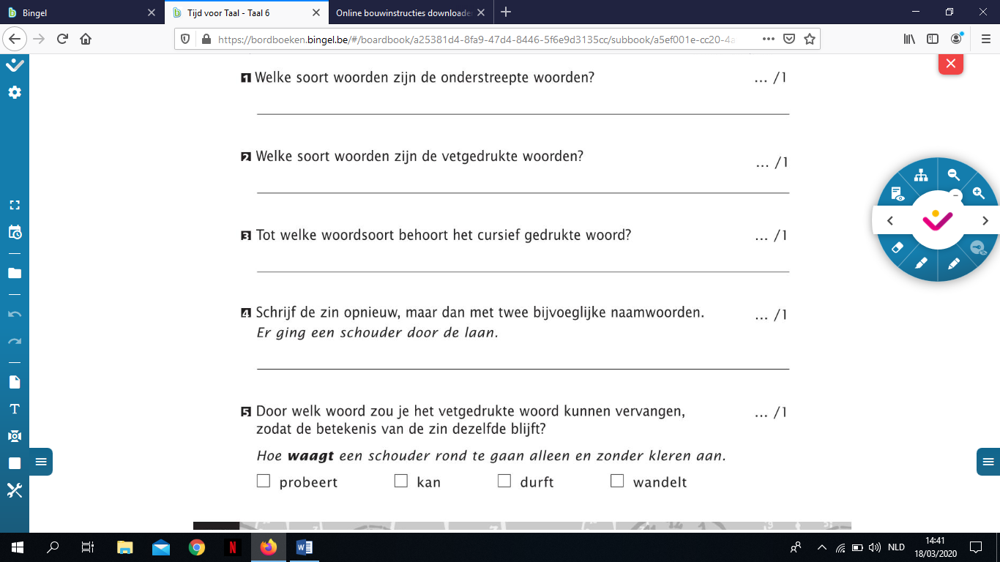 Bingel
Tijd voor Taal - Taal 6
Online bouwinstructies downloade
https://bordboeken.bingel.be/#/boardbook/a25381d4-8fa9-47d4-8446-5f6e9d3135cc/subbook/a5ef001e-cc20-4a
1 Welke soort woorden zijn de onderstreepte woorden? ... /1
2 Welke soort woorden zijn de vetgedrukte woorden? ... /1
3 Tot welke woordsoort behoort het cursief gedrukte woord? ... /1
4 Schrijf de zin opnieuw, maar dan met twee bijvoeglijke naamwoorden. ... /1
Er ging een schouder door de laan.
5 Door welk woord zou je het vetgedrukte woord kunnen vervangen, ... /1
zodat de betekenis van de zin dezelfde blijft?
Hoe waagt een schouder rond te gaan alleen en zonder kleren aan.
probeert kan durft wandelt
NLD
14:41
18/03/2020